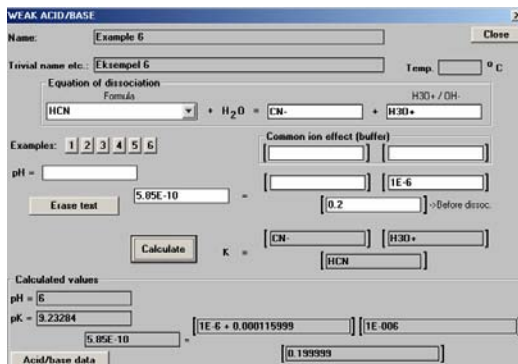 WEAK ACID/BASE
Name: Example 6 Close
Trivial name etc.: Eksempel 6 Temp. ° C
Equation of dissociation
Formula H3O+ / OH-
HCN + H₂O = CN- + H3O+
Examples: 1 2 3 4 5 6 Common ion effect (buffer)
[ ] [ ]
pH =
Erase text 5.85E-10 = [ ] [1E-6]
[0.2] ->Before dissoc.
Calculate K = [CN-] [H3O+]
[HCN]
Calculated values
pH = 6
pK = 9.23284
5.85E-10 = [1E-6 + 0.000115999] [1E-006]
[0.199999]
Acid/base data